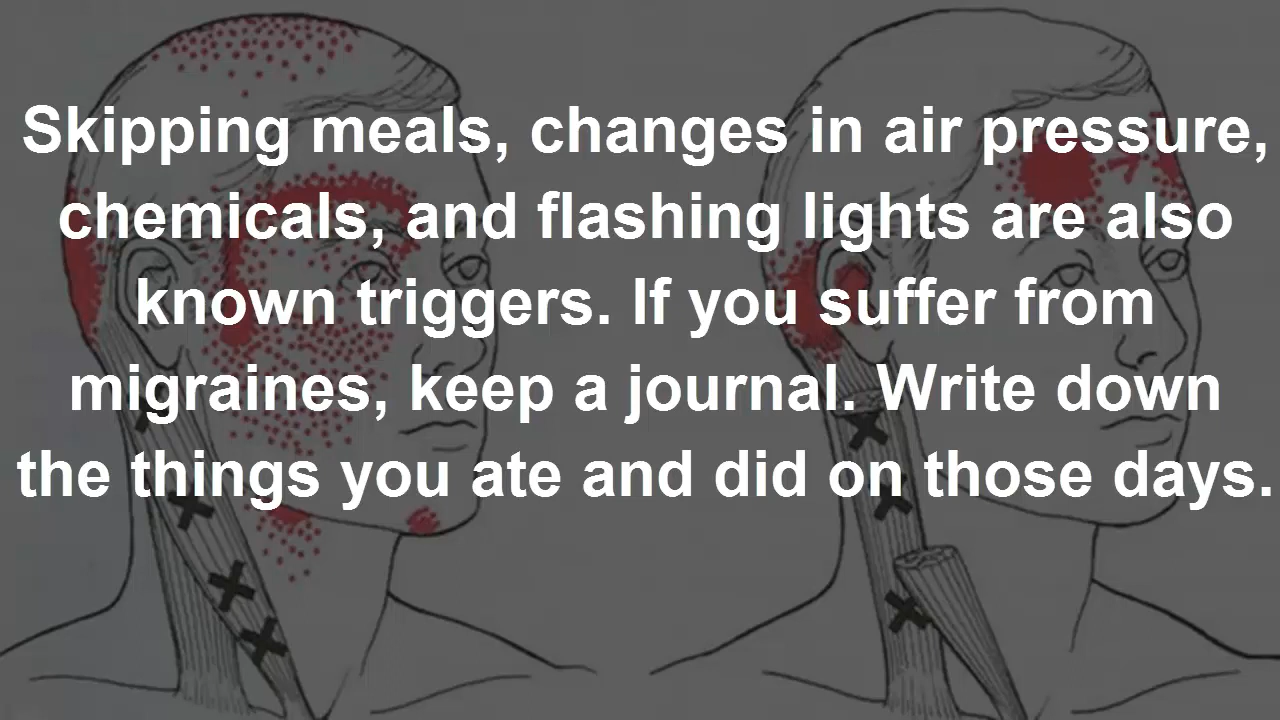 Skipping meals, changes in air pressure,
chemicals, and flashing lights are also
known triggers. If you suffer from
migraines, keep a journal. Write down
the things you ate and did on those days.